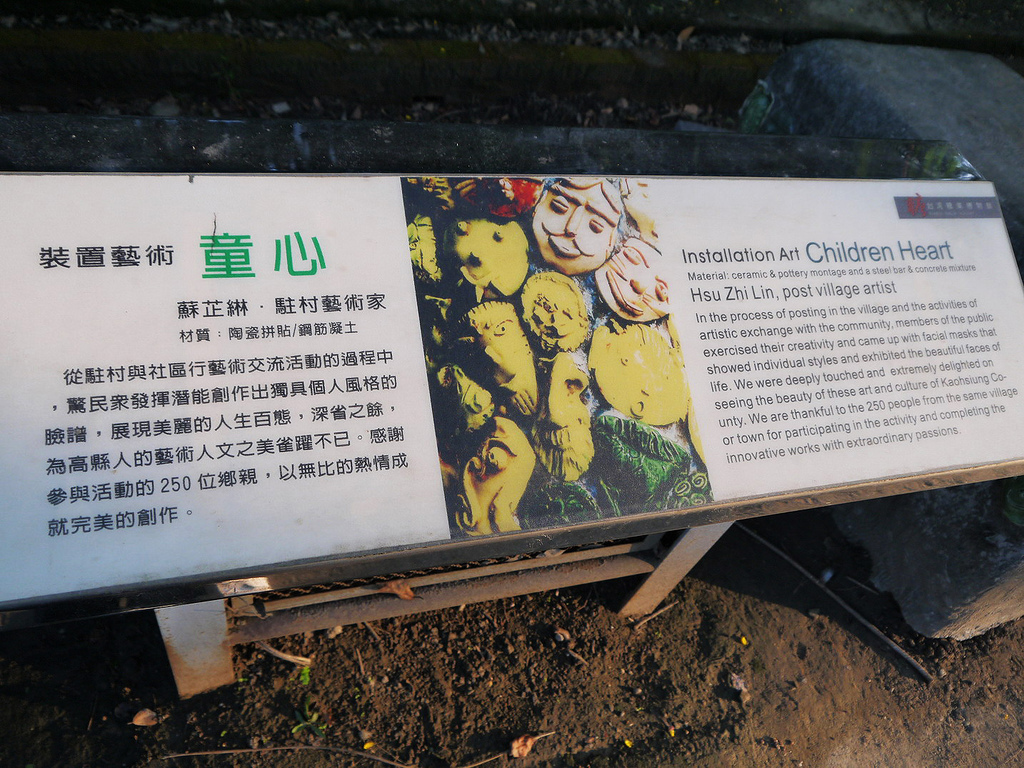 裝置藝術 童心
蘇芷綝．駐村藝術家
材質：陶瓷拼貼/鋼筋凝土
從駐村與社區行藝術交流活動的過程中
，驚民衆發揮潛能創作出獨具個人風格的
臉譜，展現美麗的人生百態，深省之餘，
為高縣人的藝術人文之美雀躍不已。感謝
參與活動的250位鄉親，以無比的熱情成
就完美的創作。
Installation Art Children Heart
Material: ceramic & pottery montage and a steel bar & concrete mixture
Hsu Zhi Lin, post village artist
In the process of posting in the village and the activities of
artistic exchange with the community, members of the public
exercised their creativity and came up with facial masks that
showed individual styles and exhibited the beautiful faces of
life. We were deeply touched and extremely delighted on
seeing the beauty of these art and culture of Kaohsiung Co-
unty. We are thankful to the 250 people from the same village
or town for participating in the activity and completing the
innovative works with extraordinary passions.